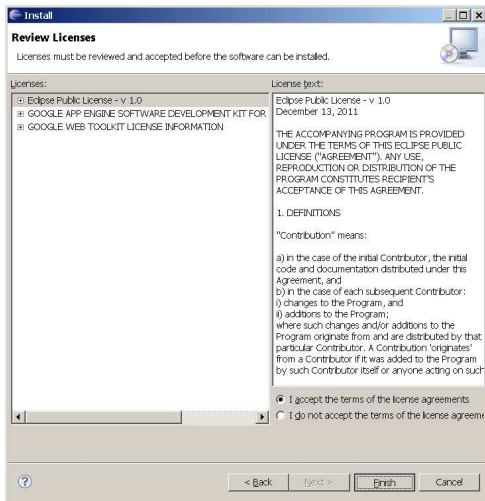 Install
Review Licenses
Licenses must be reviewed and accepted before the software can be installed.
Licenses:
Eclipse Public License - v 1.0
GOOGLE APP ENGINE SOFTWARE DEVELOPMENT KIT FOR
GOOGLE WEB TOOLKIT LICENSE INFORMATION
License text:
Eclipse Public License - v 1.0
December 13, 2011
THE ACCOMPANYING PROGRAM IS PROVIDED
UNDER THE TERMS OF THIS ECLIPSE PUBLIC
LICENSE ("AGREEMENT"). ANY USE,
REPRODUCTION OR DISTRIBUTION OF THE
PROGRAM CONSTITUTES RECIPIENT'S
ACCEPTANCE OF THIS AGREEMENT.
1. DEFINITIONS
"Contribution" means:
a) in the case of the initial Contributor, the initial
code and documentation distributed under this
Agreement, and
b) in the case of each subsequent Contributor:
i) changes to the Program, and
ii) additions to the Program;
where such changes and/or additions to the
Program originate from and are distributed by that
particular Contributor. A Contribution 'originates'
from a Contributor if it was added to the Program
by such Contributor itself or anyone acting on such
I accept the terms of the license agreements
I do not accept the terms of the license agreeme
?
< Back
Next >
Finish
Cancel